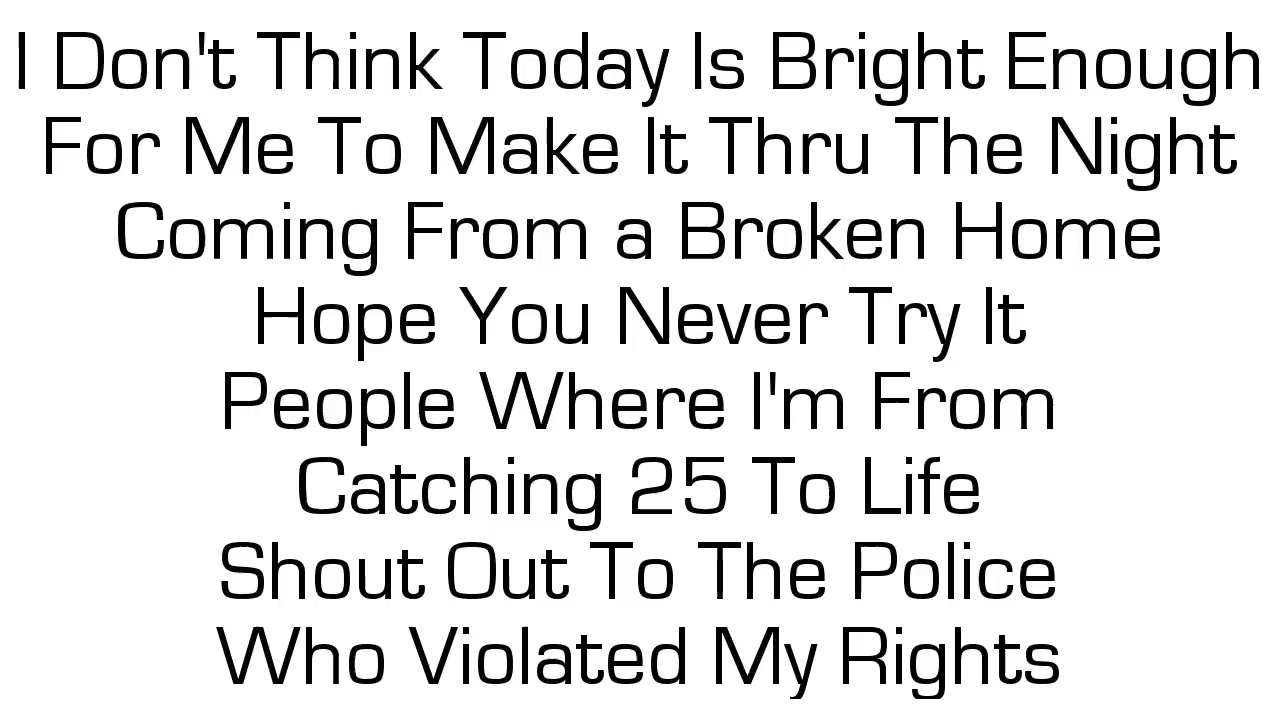 I Don't Think Today Is Bright Enough
For Me To Make It Thru The Night
Coming From a Broken Home
Hope You Never Try It
People Where I'm From
Catching 25 To Life
Shout Out To The Police
Who Violated My Rights